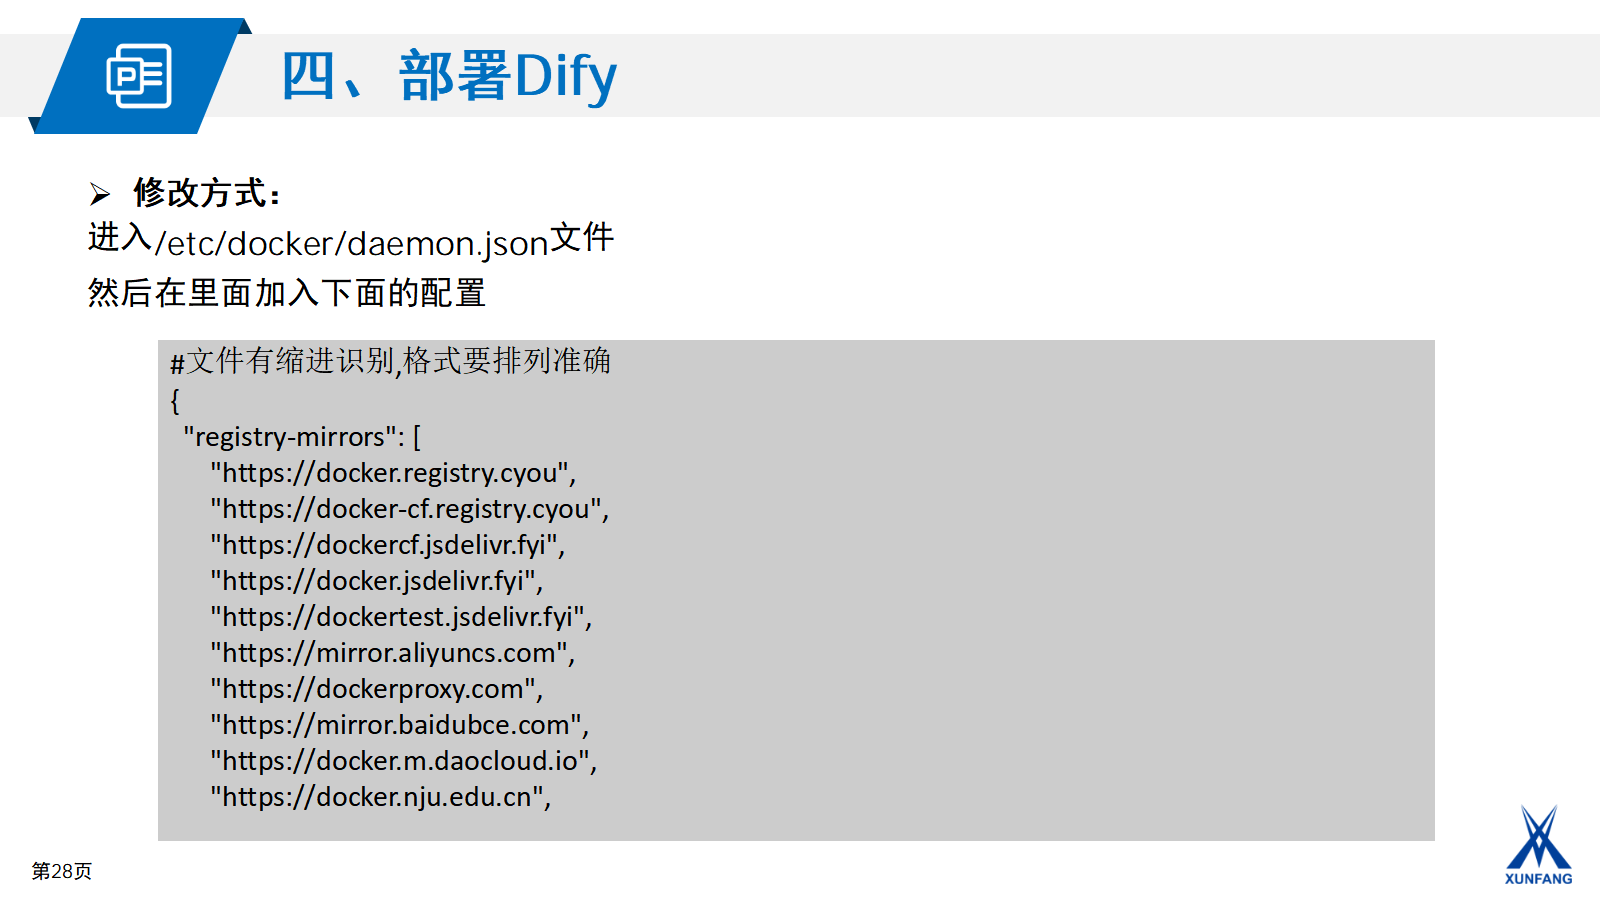 四、部署Dify
修改方式：
进入/etc/docker/daemon.json文件
然后在里面加入下面的配置
#文件有缩进识别,格式要排列准确
{
"registry-mirrors": [
"https://docker.registry.cyou",
"https://docker-cf.registry.cyou",
"https://dockercf.jsdelivr.fyi",
"https://docker.jsdelivr.fyi",
"https://dockertest.jsdelivr.fyi",
"https://mirror.aliyuncs.com",
"https://dockerproxy.com",
"https://mirror.baidubce.com",
"https://docker.m.daocloud.io",
"https://docker.nju.edu.cn",
第28页
XUNFANG